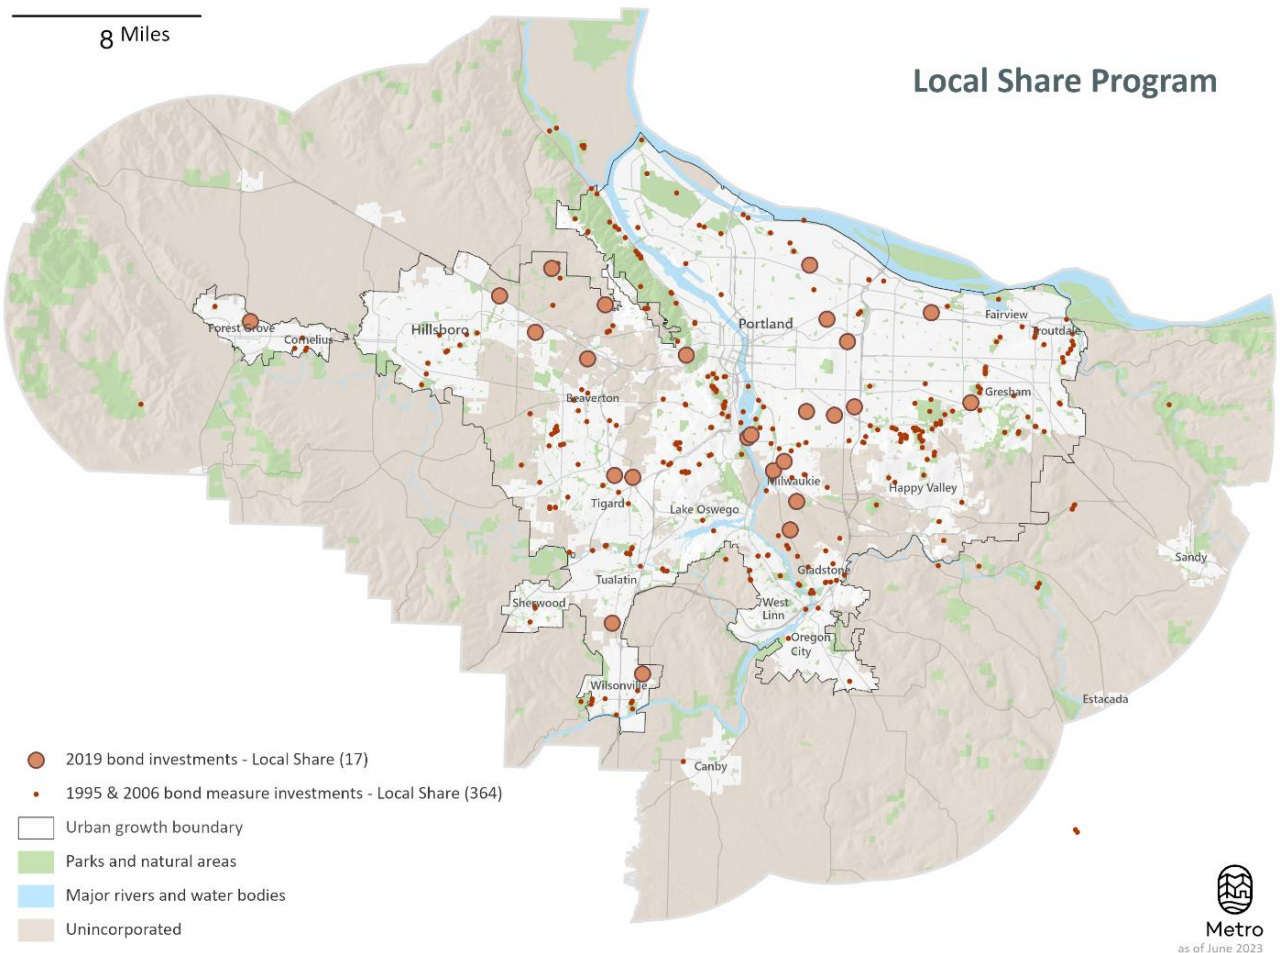 8 Miles
Local Share Program
Portland
Fairview
Troutdale
Forest Grove
Cornelius
Hillsboro
Gresham
Beaverton
Milwaukie
Happy Valley
Tigard
Lake Oswego
Sandy
Gladstone
Tualatin
Sherwood
West
Linn
Oregon
City
Wilsonville
Estacada
Canby
2019 bond investments - Local Share (17)
1995 & 2006 bond measure investments - Local Share (364)
Urban growth boundary
Parks and natural areas
Major rivers and water bodies
Unincorporated
Metro
as of June 2023